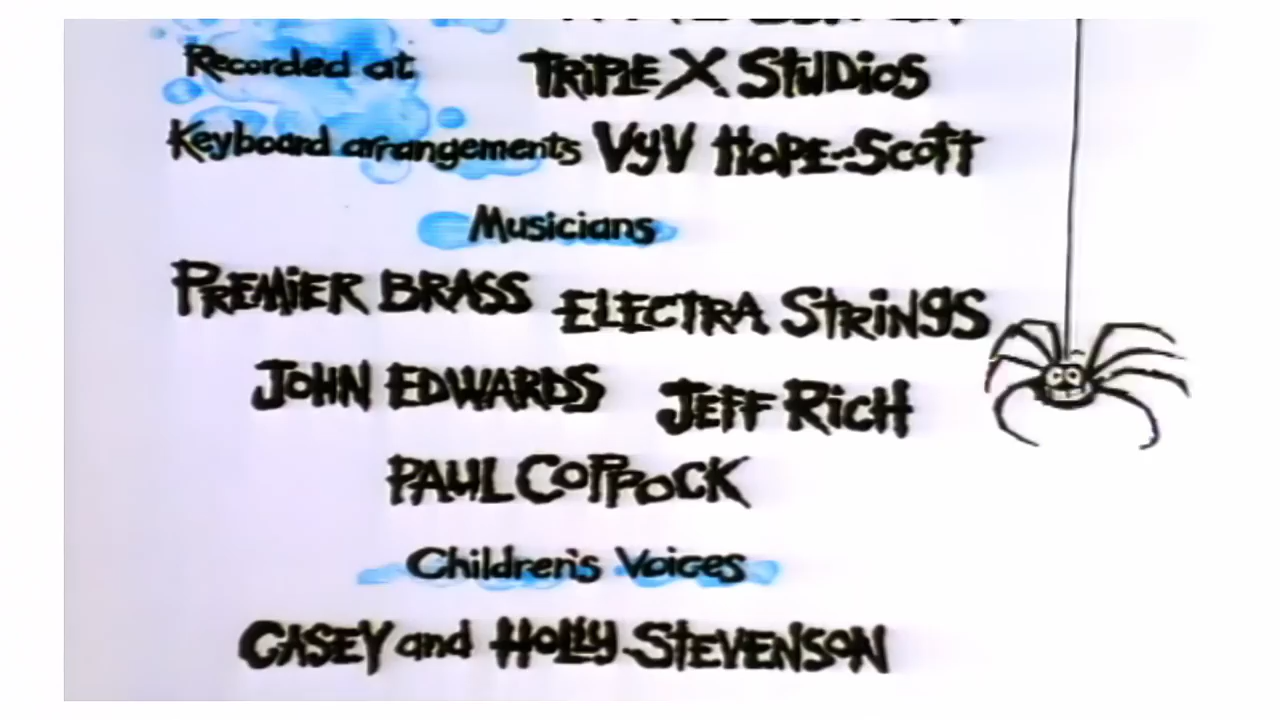 Recorded at TRiPLE X StuDios
Keyboard arrangements VyV HOPE-Scott
Musicians
PREMiER BRASS ELECTRA StRiNgS
JOHN EDWARDS JEFF RiCH
PAUL COPPOCK
Children's Voices
CASEY and HOLLY StEVENSON